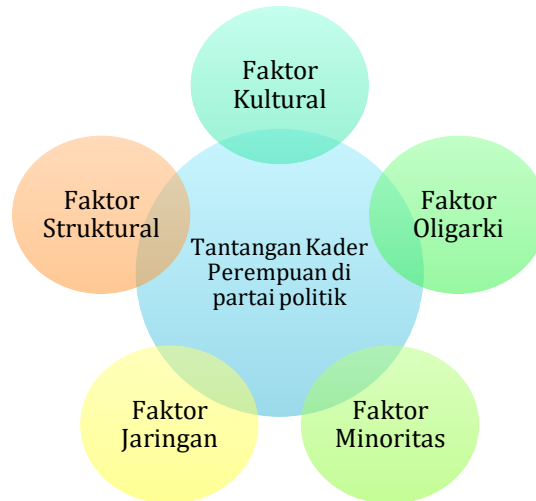 Faktor
Kultural
Faktor
Struktural
Faktor
Oligarki
Tantangan Kader
Perempuan di
partai politik
Faktor
Jaringan
Faktor
Minoritas